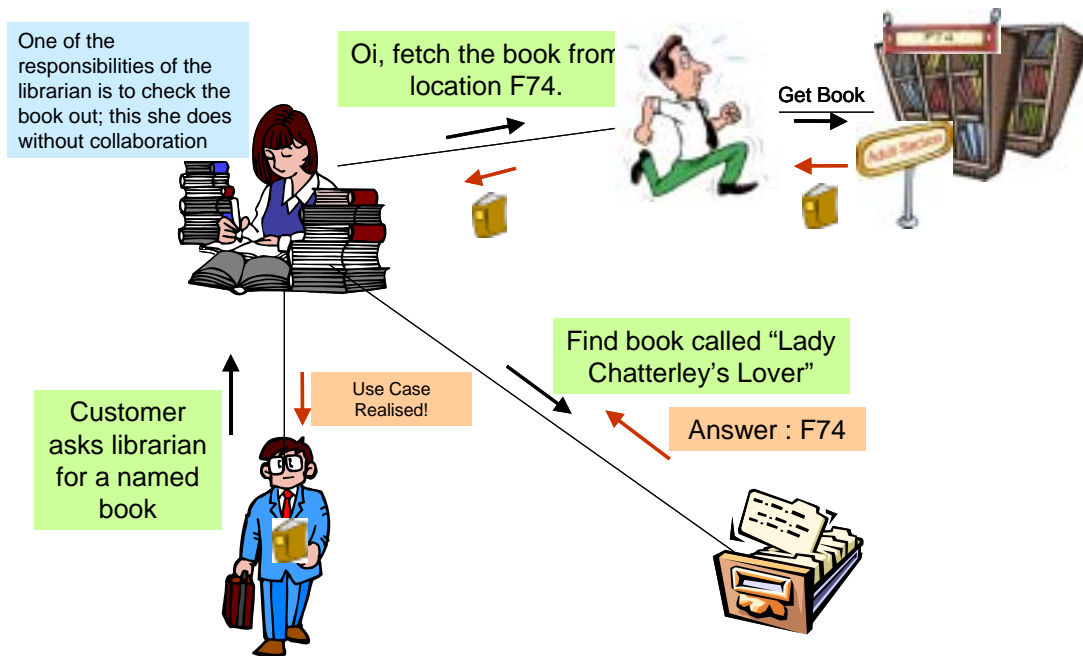 One of the
responsibilities of the
librarian is to check the
book out; this she does
without collaboration
Oi, fetch the book from
location F74.
Get Book
F74
Adult Section
Find book called “Lady
Chatterley’s Lover”
Answer : F74
Use Case
Realised!
Customer
asks librarian
for a named
book